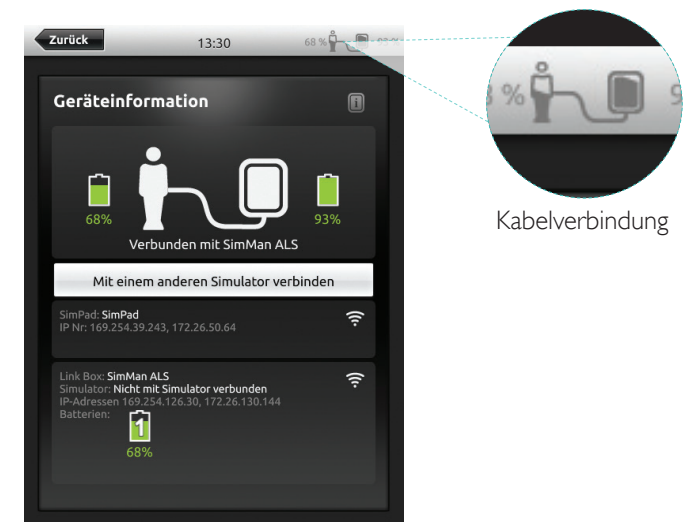 Zurück 13:30 68 % 93 %
% 9
Geräteinformation
68% 93%
Verbunden mit SimMan ALS
Kabelverbindung
Mit einem anderen Simulator verbinden
SimPad: SimPad
IP Nr: 169.254.39.243, 172.26.50.64
Link Box: SimMan ALS
Simulator: Nicht mit Simulator verbunden
IP-Adressen 169.254.126.30, 172.26.130.144
Batterien:
1
68%